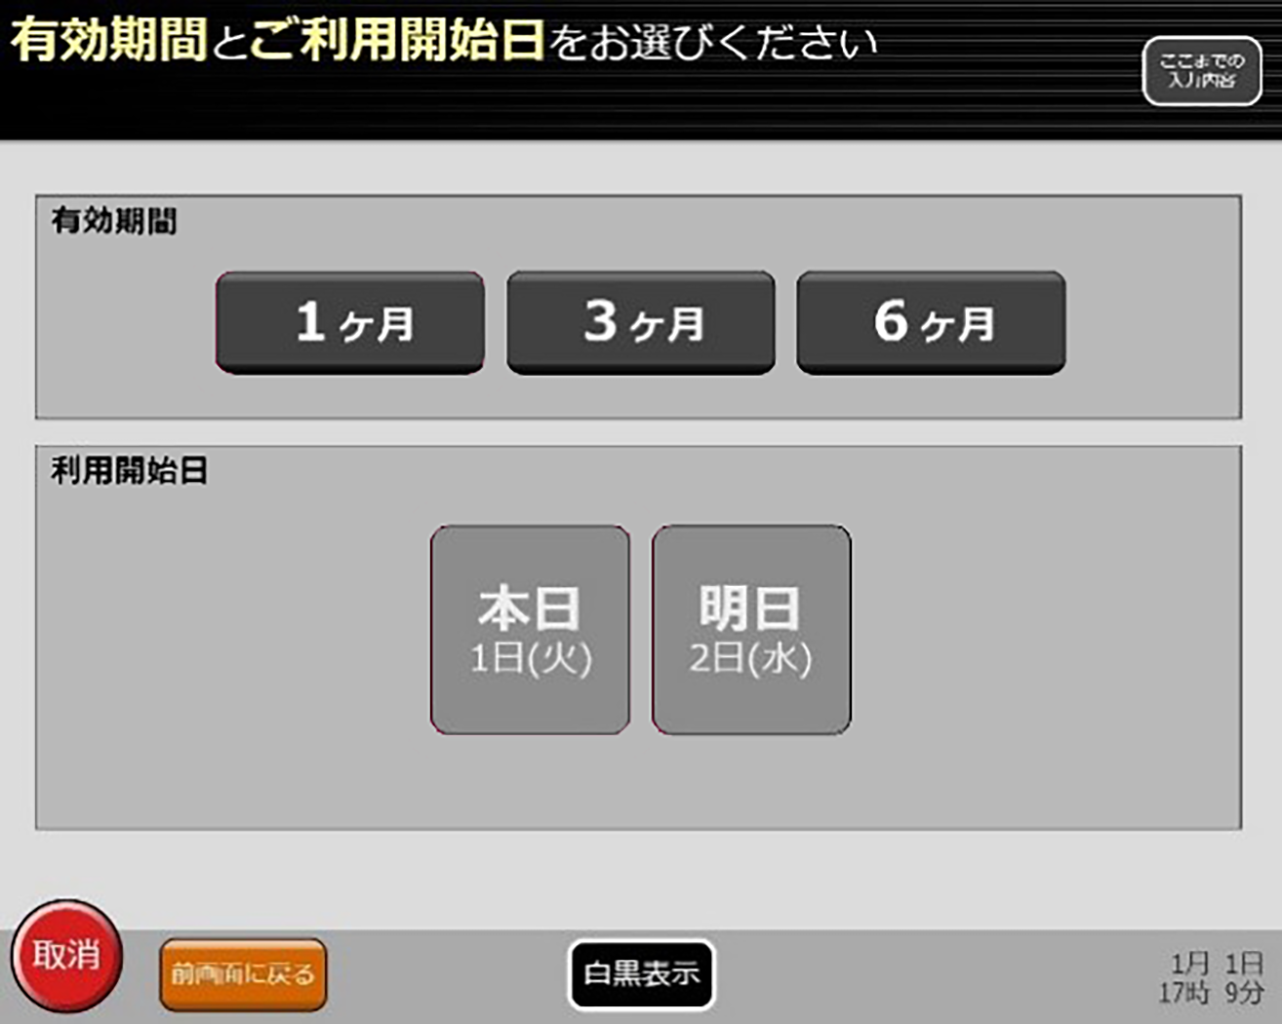 有効期間とご利用開始日をお選びください
ここまでの
入力内容
有効期間
1ヶ月
3ヶ月
6ヶ月
利用開始日
本日
1日(火)
明日
2日(水)
取消
前画面に戻る
白黒表示
1月 1日
17時 9分